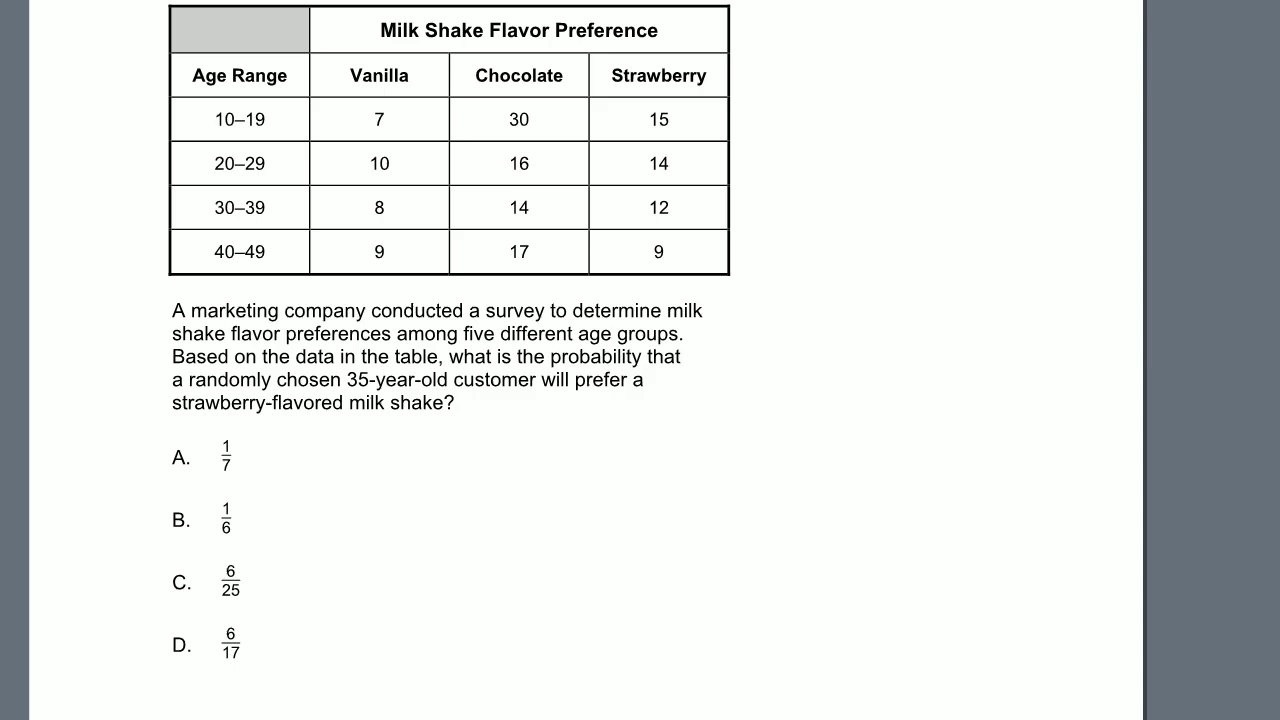 Milk Shake Flavor Preference
Age Range Vanilla Chocolate Strawberry
10–19 7 30 15
20–29 10 16 14
30–39 8 14 12
40–49 9 17 9
A marketing company conducted a survey to determine milk
shake flavor preferences among five different age groups.
Based on the data in the table, what is the probability that
a randomly chosen 35-year-old customer will prefer a
strawberry-flavored milk shake?
A. 1/7
B. 1/6
C. 6/25
D. 6/17